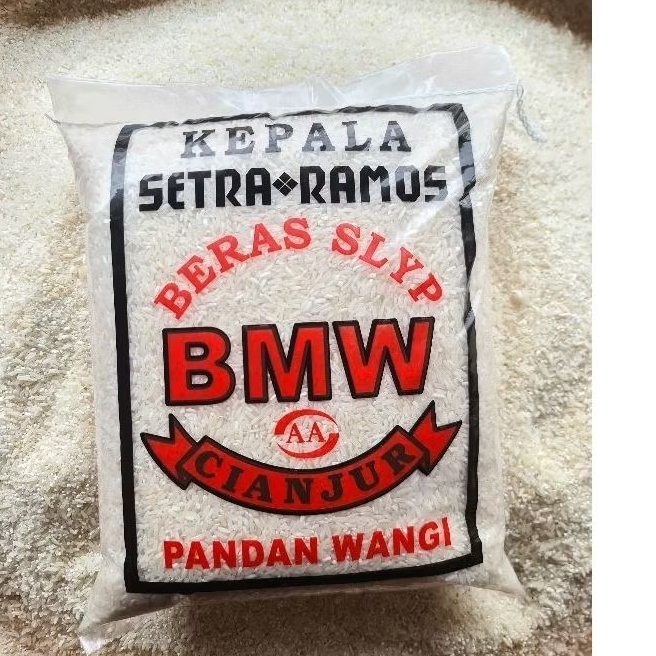 KEPALA
SETRA❖RAMOS
BERAS SLYP
BMW
AA
CIANJUR
PANDAN WANGI